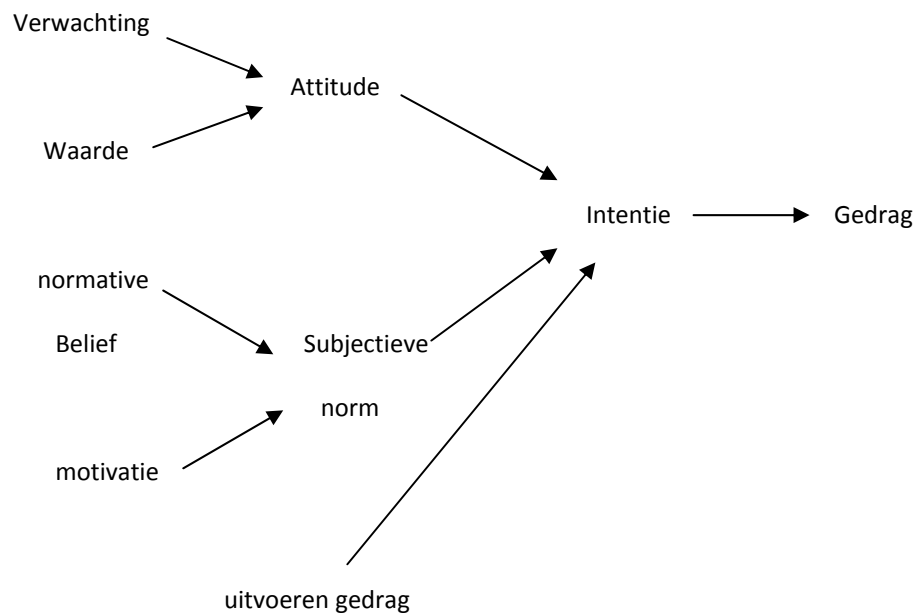 Verwachting
Attitude
Waarde
Intentie
Gedrag
normative
Belief
Subjectieve
norm
motivatie
uitvoeren gedrag